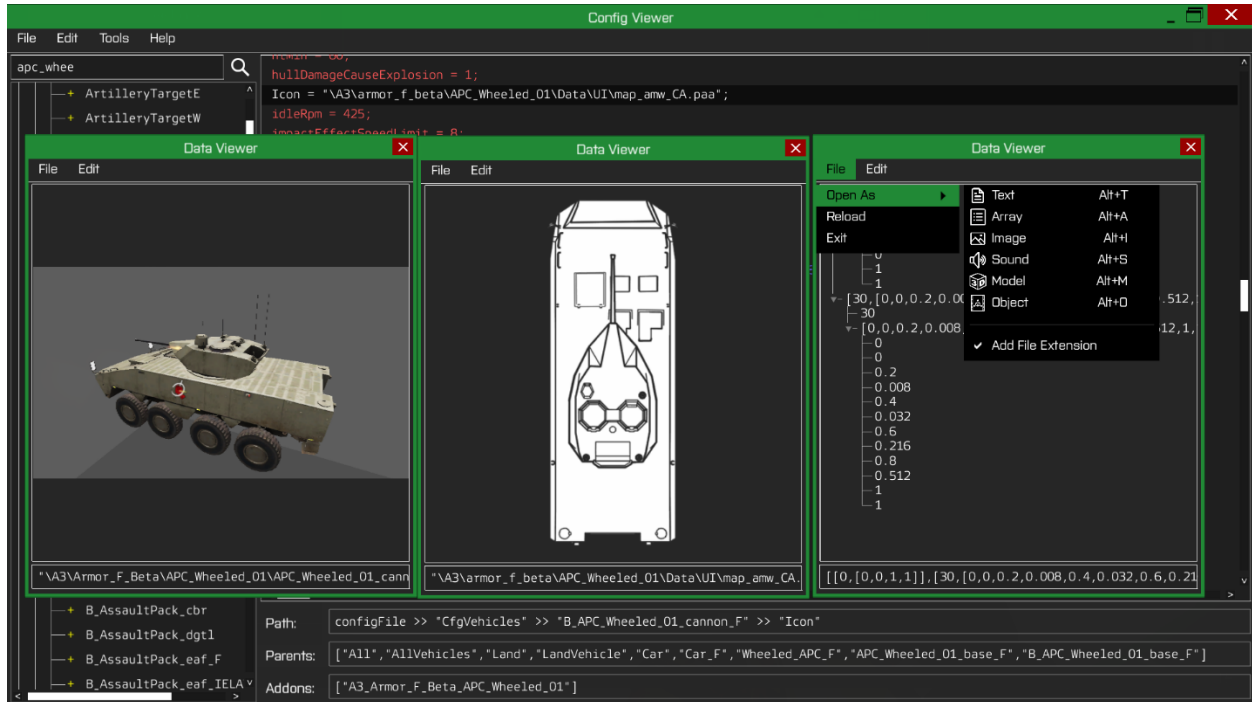 Config Viewer
File Edit Tools Help
apc_whee
hullDamageCauseExplosion = 1;
ArtilleryTargetE
Icon = "\A3\armor_f_beta\APC_Wheeled_01\Data\UI\map_amw_CA.paa";
ArtilleryTargetW
idleRpm = 425;
impactEffectSpeedLimit = 8;
Data Viewer
File Edit
"\A3\Armor_F_Beta\APC_Wheeled_01\APC_Wheeled_01_cann
Data Viewer
File Edit
"\A3\armor_f_beta\APC_Wheeled_01\Data\UI\map_amw_CA.
Data Viewer
File Edit
Open As
Reload
Exit
Text Alt+T
Array Alt+A
Image Alt+I
Sound Alt+S
Model Alt+M
Object Alt+O
Add File Extension
0
1
1
[30,[0,0,0.2,0.00 .512,
30
[0,0,0.2,0.008, 12,1,
0
0
0.2
0.008
0.4
0.032
0.6
0.216
0.8
0.512
1
1
[[0,[0,0,1,1]],[30,[0,0,0.2,0.008,0.4,0.032,0.6,0.21
B_AssaultPack_cbr
B_AssaultPack_dgtl
B_AssaultPack_eaf_F
B_AssaultPack_eaf_IELA
Path: configFile >> "CfgVehicles" >> "B_APC_Wheeled_01_cannon_F" >> "Icon"
Parents: ["All","AllVehicles","Land","LandVehicle","Car","Car_F","Wheeled_APC_F","APC_Wheeled_01_base_F","B_APC_Wheeled_01_base_F"]
Addons: ["A3_Armor_F_Beta_APC_Wheeled_01"]